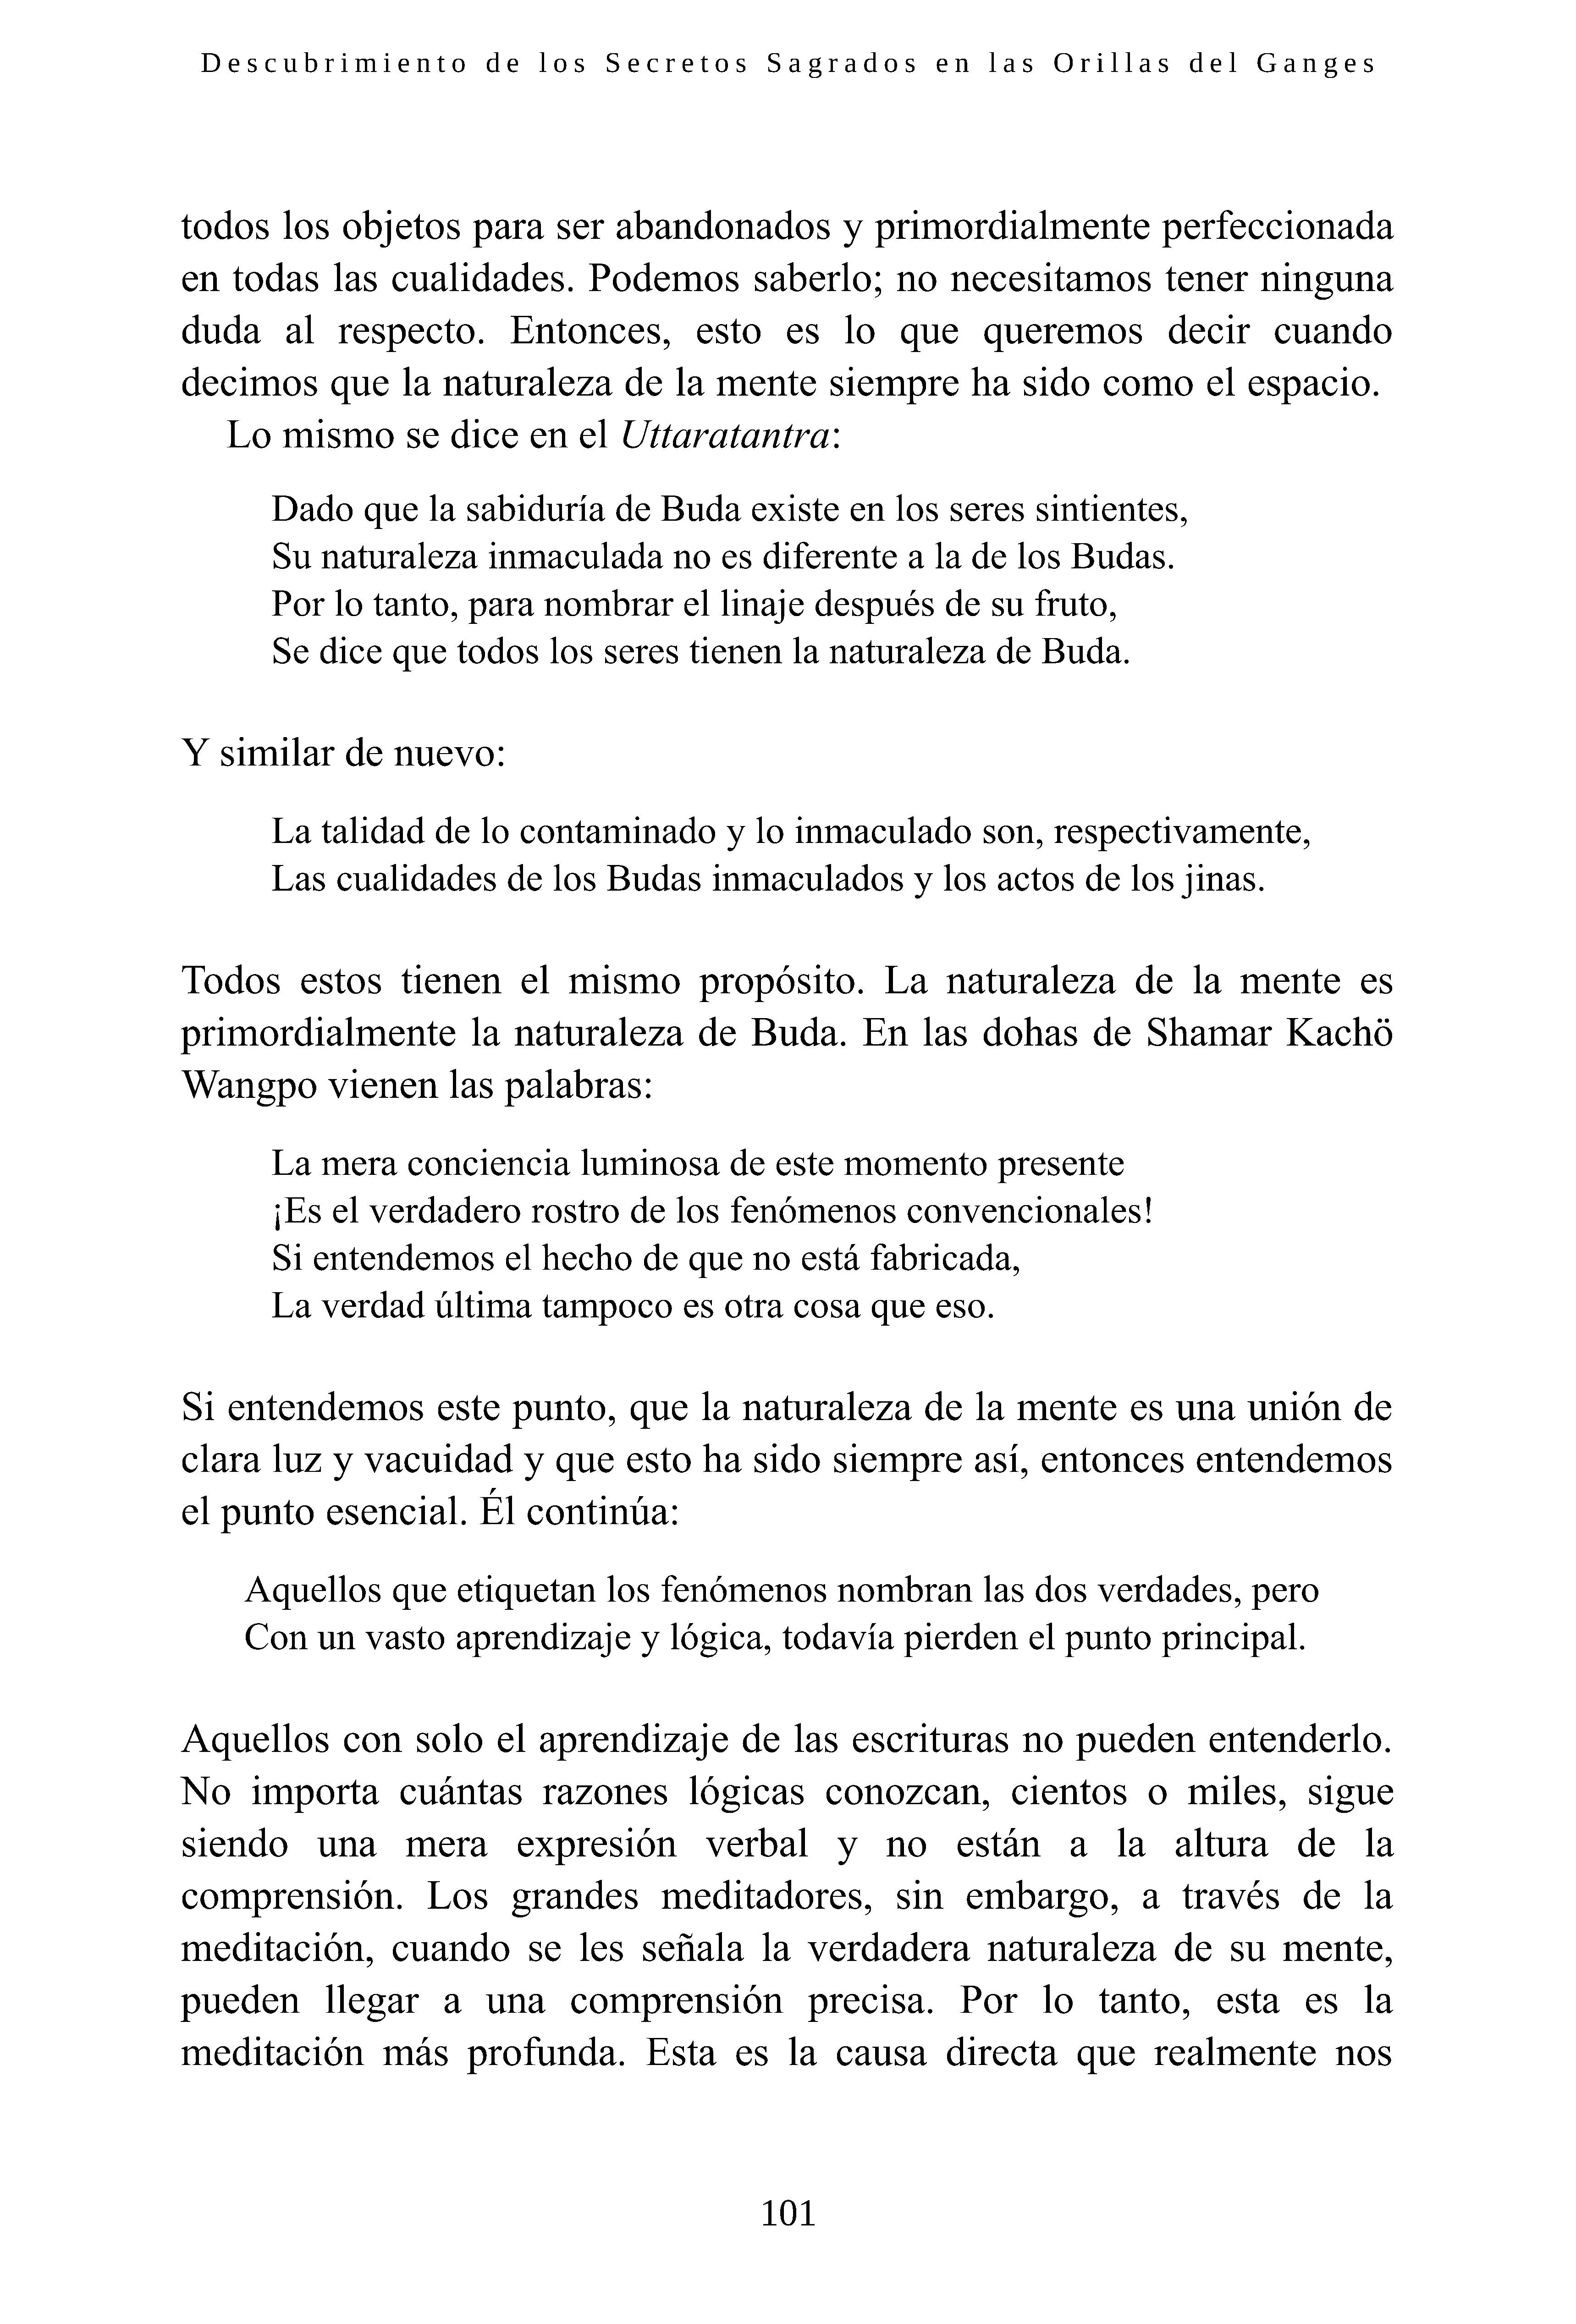 Descubrimiento de los Secretos Sagrados en las Orillas del Ganges
todos los objetos para ser abandonados y primordialmente perfeccionada
en todas las cualidades. Podemos saberlo; no necesitamos tener ninguna
duda al respecto. Entonces, esto es lo que queremos decir cuando
decimos que la naturaleza de la mente siempre ha sido como el espacio.
Lo mismo se dice en el Uttaratantra:
Dado que la sabiduría de Buda existe en los seres sintientes,
Su naturaleza inmaculada no es diferente a la de los Budas.
Por lo tanto, para nombrar el linaje después de su fruto,
Se dice que todos los seres tienen la naturaleza de Buda.
Y similar de nuevo:
La talidad de lo contaminado y lo inmaculado son, respectivamente,
Las cualidades de los Budas inmaculados y los actos de los jinas.
Todos estos tienen el mismo propósito. La naturaleza de la mente es
primordialmente la naturaleza de Buda. En las dohas de Shamar Kachö
Wangpo vienen las palabras:
La mera conciencia luminosa de este momento presente
¡Es el verdadero rostro de los fenómenos convencionales!
Si entendemos el hecho de que no está fabricada,
La verdad última tampoco es otra cosa que eso.
Si entendemos este punto, que la naturaleza de la mente es una unión de
clara luz y vacuidad y que esto ha sido siempre así, entonces entendemos
el punto esencial. Él continúa:
Aquellos que etiquetan los fenómenos nombran las dos verdades, pero
Con un vasto aprendizaje y lógica, todavía pierden el punto principal.
Aquellos con solo el aprendizaje de las escrituras no pueden entenderlo.
No importa cuántas razones lógicas conozcan, cientos o miles, sigue
siendo una mera expresión verbal y no están a la altura de la
comprensión. Los grandes meditadores, sin embargo, a través de la
meditación, cuando se les señala la verdadera naturaleza de su mente,
pueden llegar a una comprensión precisa. Por lo tanto, esta es la
meditación más profunda. Esta es la causa directa que realmente nos
101